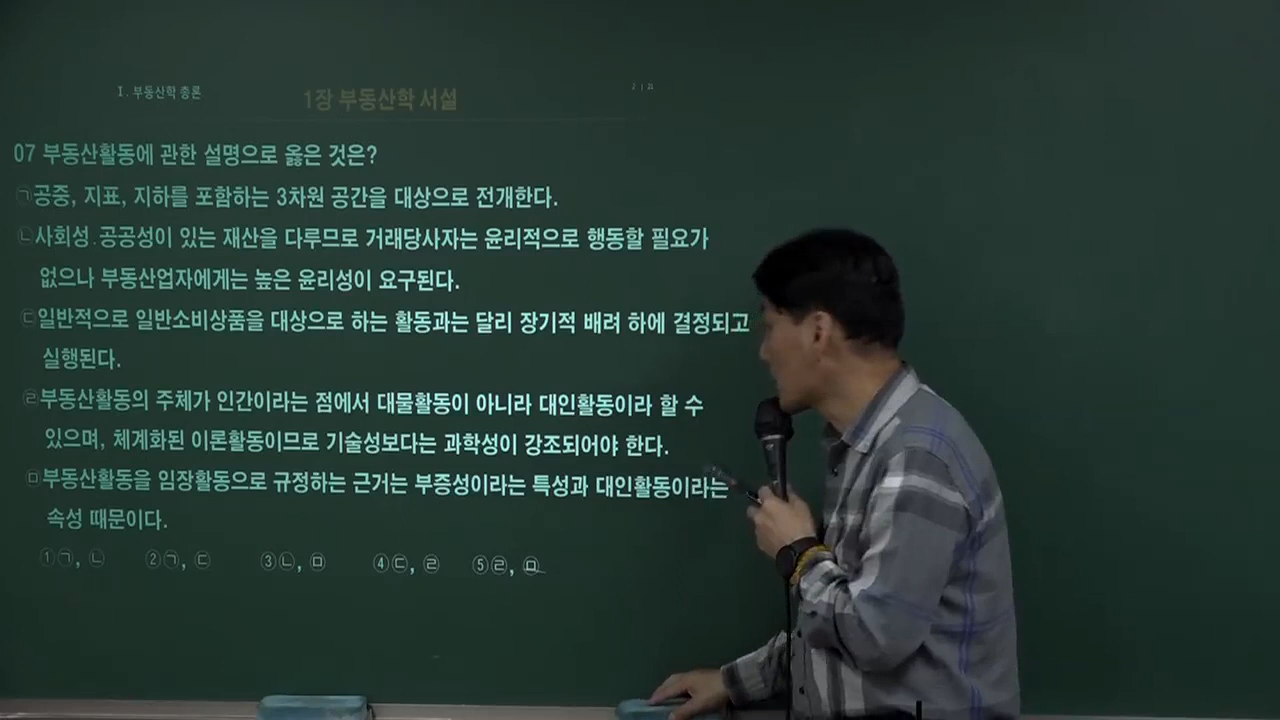 Ⅰ. 부동산학 총론
1장 부동산학 서설
07 부동산활동에 관한 설명으로 옳은 것은?
㉠공중, 지표, 지하를 포함하는 3차원 공간을 대상으로 전개한다.
㉡사회성.공공성이 있는 재산을 다루므로 거래당사자는 윤리적으로 행동할 필요가
없으나 부동산업자에게는 높은 윤리성이 요구된다.
㉢일반적으로 일반소비상품을 대상으로 하는 활동과는 달리 장기적 배려 하에 결정되고
실행된다.
㉣부동산활동의 주체가 인간이라는 점에서 대물활동이 아니라 대인활동이라 할 수
있으며, 체계화된 이론활동이므로 기술성보다는 과학성이 강조되어야 한다.
㉤부동산활동을 임장활동으로 규정하는 근거는 부증성이라는 특성과 대인활동이라는
속성 때문이다.
①㉠, ㉡ ②㉠, ㉢ ③㉡, ㉤ ④㉢, ㉣ ⑤㉣, ㉤